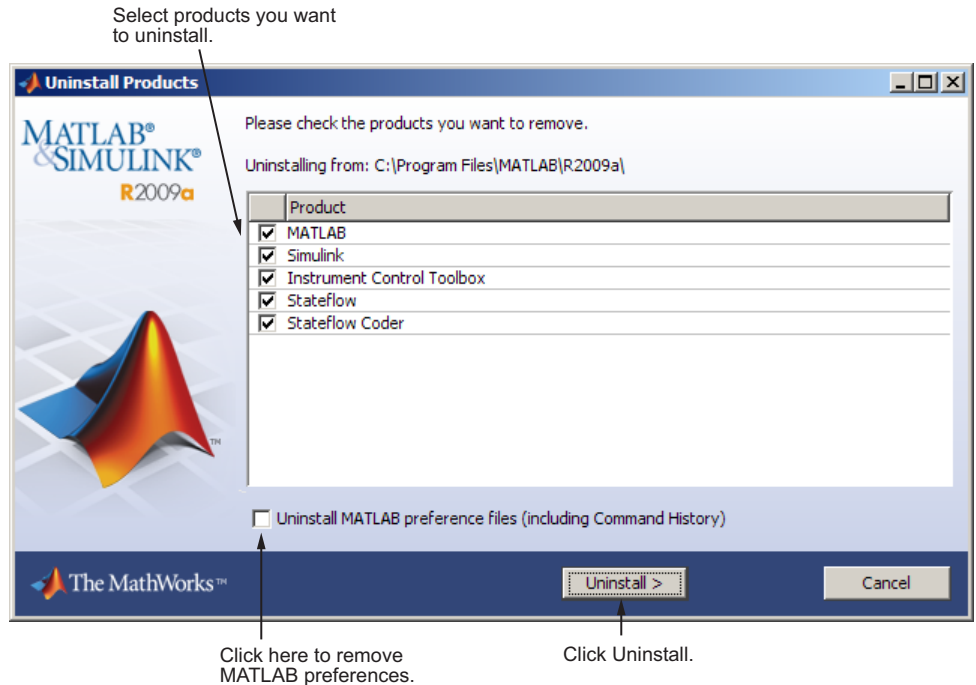 Select products you want
to uninstall.
Uninstall Products
MATLAB®
&SIMULINK®
R2009a
Please check the products you want to remove.
Uninstalling from: C:\Program Files\MATLAB\R2009a\
Product
MATLAB
Simulink
Instrument Control Toolbox
Stateflow
Stateflow Coder
TM
Uninstall MATLAB preference files (including Command History)
The MathWorks™
Uninstall >
Cancel
Click here to remove
MATLAB preferences.
Click Uninstall.